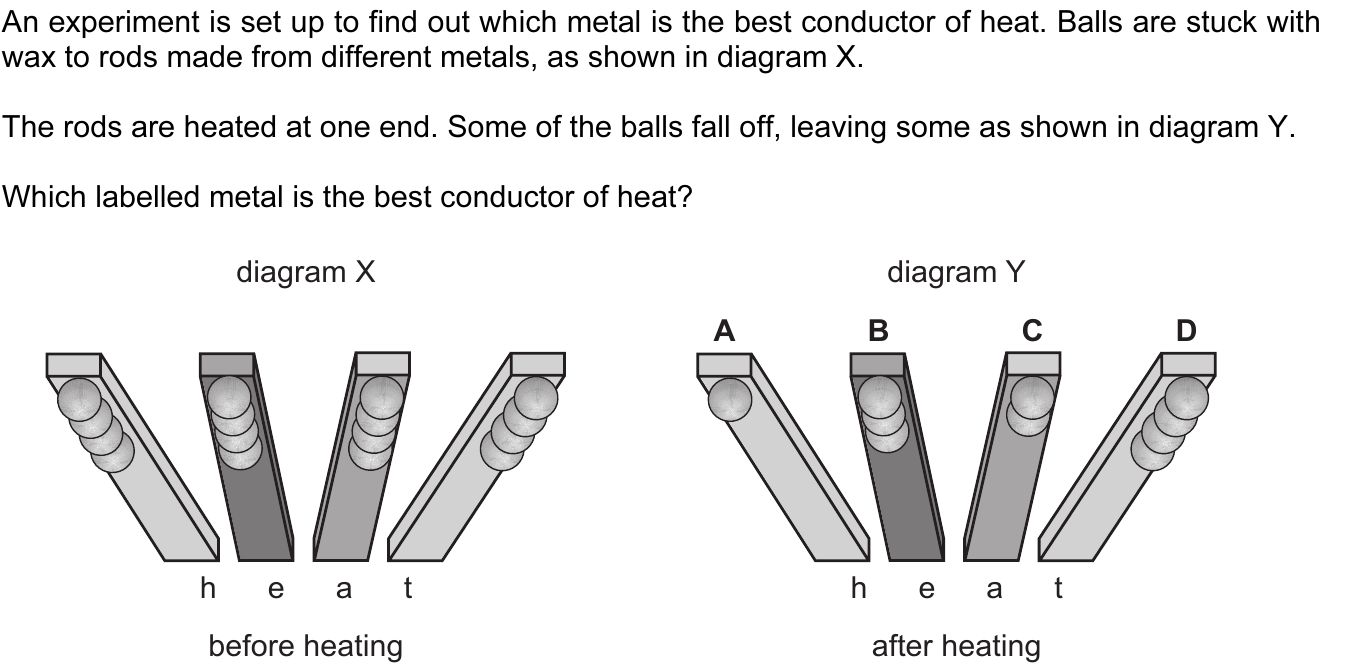 An experiment is set up to find out which metal is the best conductor of heat. Balls are stuck with
wax to rods made from different metals, as shown in diagram X.
The rods are heated at one end. Some of the balls fall off, leaving some as shown in diagram Y.
Which labelled metal is the best conductor of heat?
diagram X
diagram Y
A B C D
h e a t
h e a t
before heating
after heating